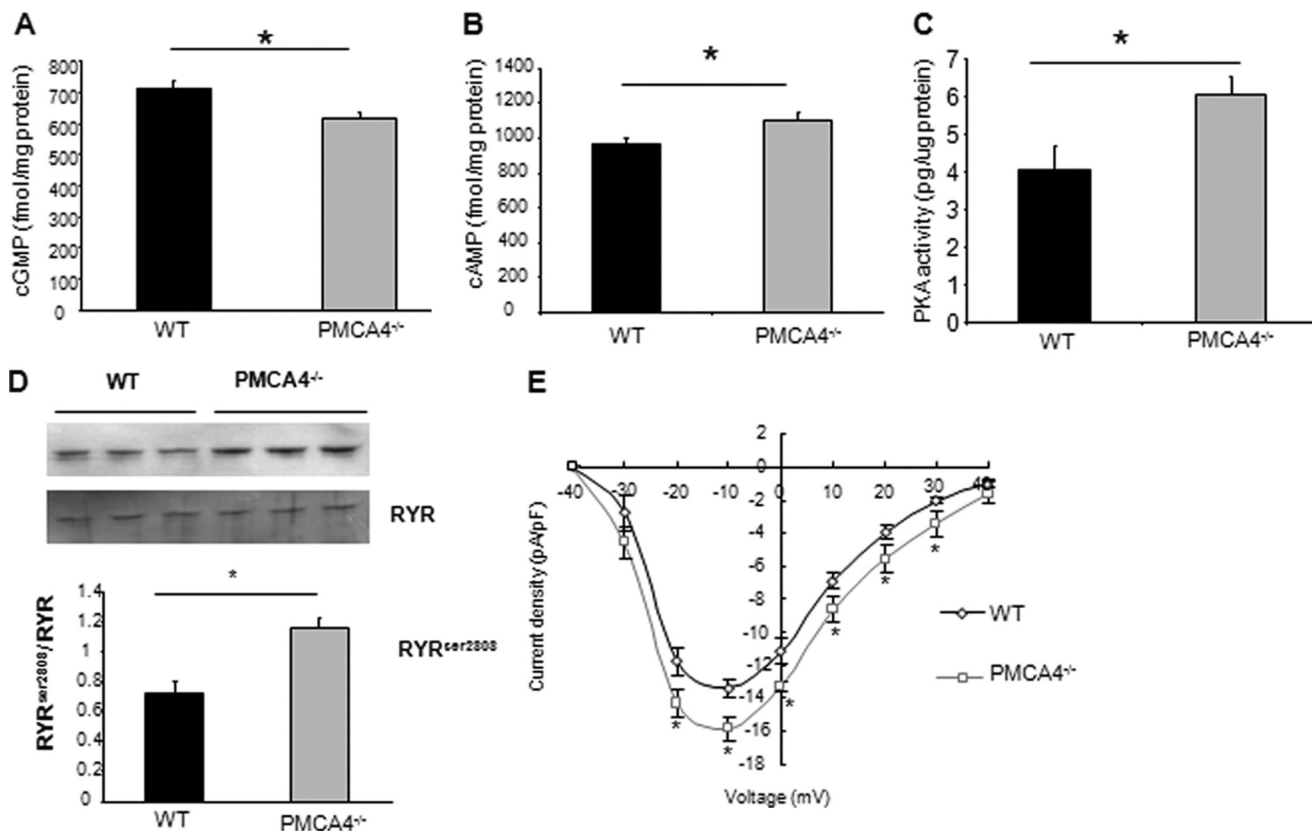 A
*
cGMP (fmol/mg protein)
800
700
600
500
400
300
200
100
0
WT
PMCA4-/-
B
*
cAMP (fmol/mg protein)
1400
1200
1000
800
600
400
200
0
WT
PMCA4-/-
C
*
PKA activity (pg/ug protein)
7
6
5
4
3
2
1
0
WT
PMCA4-/-
D
WT
PMCA4-/-
RYR
*
RYRser2808/RYR
1.4
1.2
1
0.8
0.6
0.4
0.2
0
RYRser2808
WT
PMCA4-/-
E
Current density (pA/pF)
2
0
-2
-4
-6
-8
-10
-12
-14
-16
-18
-40
-30
-20
-10
0
10
20
30
40
*
*
*
*
*
*
Voltage (mV)
WT
PMCA4-/-